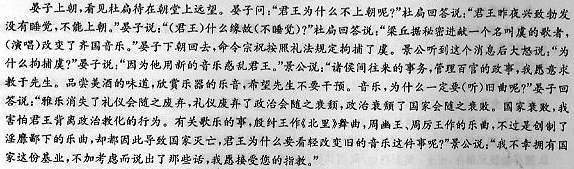 晏子上朝，看见杜扃待在朝堂上远望。晏子问：“君王为什么不上朝呢？”杜扃回答说：“君王昨夜兴致勃发
没有睡觉，不能上朝。”晏子说：“（君王）什么缘故（不睡觉）？”杜扃回答说：“梁丘据秘密进献一个名叫虞的歌者，
（演唱）改变了齐国音乐。”晏子下朝回去，命令宗祝按照礼法规定拘捕了虞。景公听到这个消息后大怒说：“为
什么拘捕虞？”晏子说：“因为他用新的音乐惑乱君王。”景公说：“诸侯间往来的事务，管理百官的政事，我愿意求
教于先生。品尝美酒的味道，欣赏乐器的乐音，希望先生不要干预。音乐，为什么一定要（听）旧曲呢？”晏子回
答说：“雅乐消失了礼仪会随之废弃，礼仪废弃了政治会随之衰颓，政治衰颓了国家会随之衰败。国家衰败，我
害怕君王背离政治教化的行为。有关歌乐的事，殷纣王作《北里》舞曲，周幽王、周厉王作的乐曲，不过是创制了
淫靡鄙下的乐曲，却都因此导致国家灭亡，君王为什么要看轻改变旧的音乐这件事呢？”景公说：“我不幸拥有国
家这份基业，不加考虑而说出了那些话，我愿接受您的指教。”